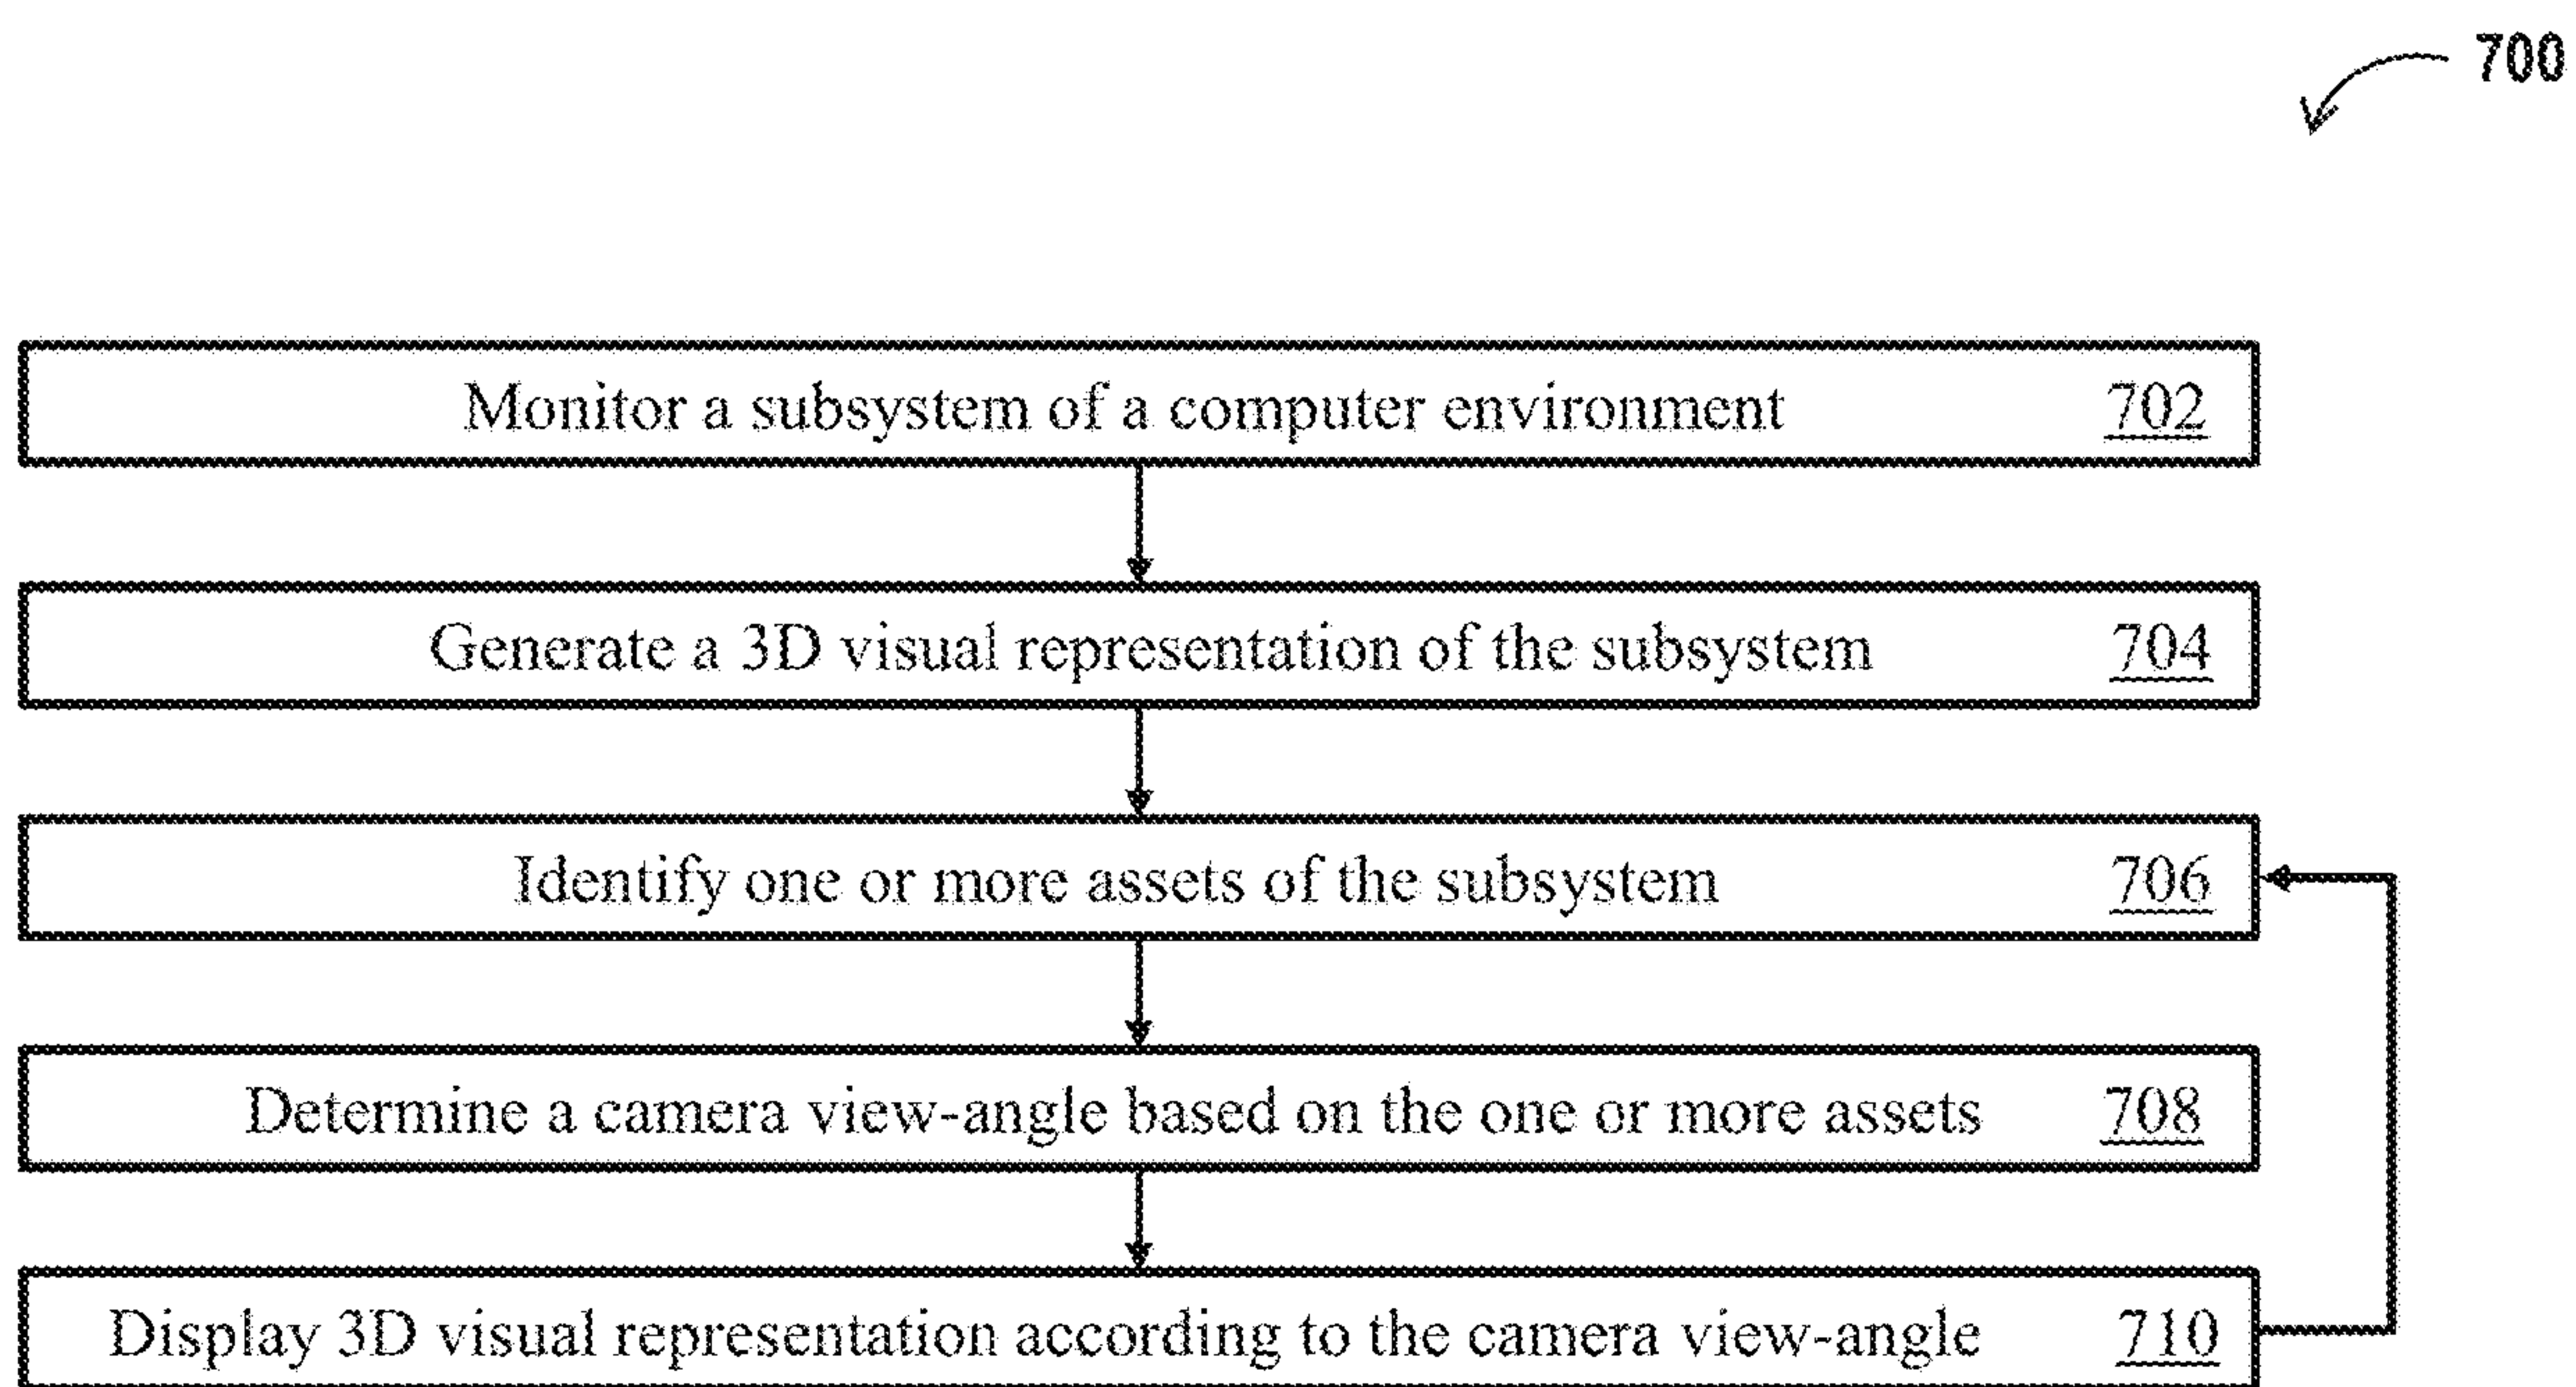 700
Monitor a subsystem of a computer environment 702
Generate a 3D visual representation of the subsystem 704
Identify one or more assets of the subsystem 706
Determine a camera view-angle based on the one or more assets 708
Display 3D visual representation according to the camera view-angle 710